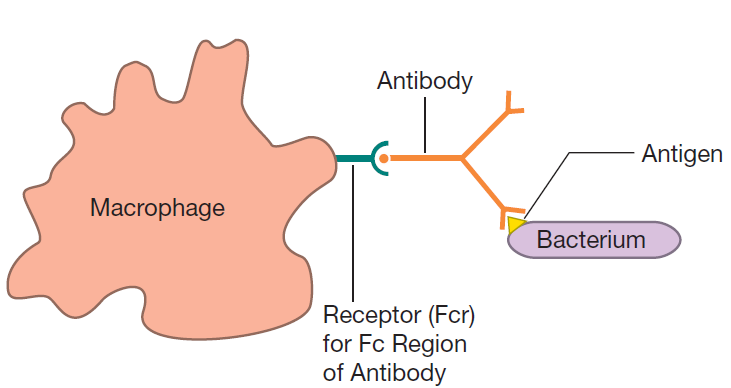 Antibody
Antigen
Macrophage
Bacterium
Receptor (Fcr)
for Fc Region
of Antibody